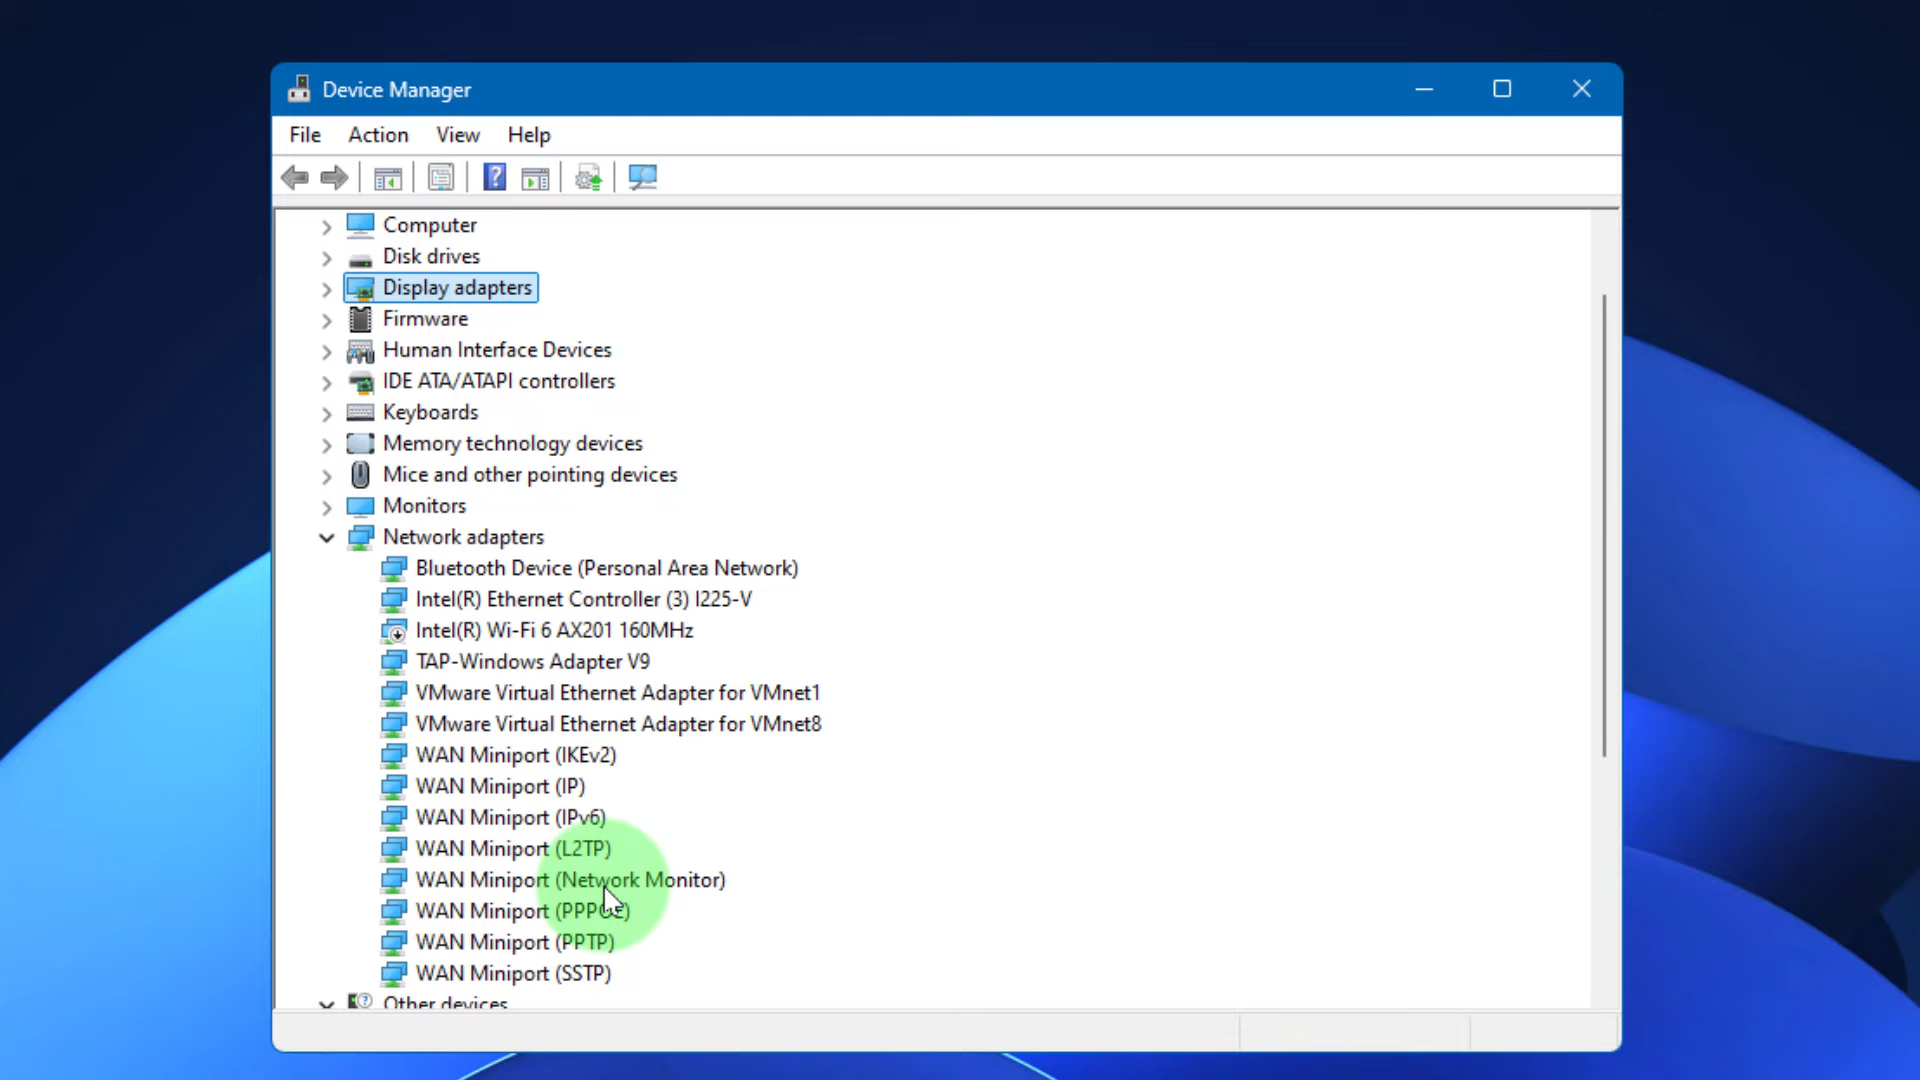 Device Manager
File Action View Help
Computer
Disk drives
Display adapters
Firmware
Human Interface Devices
IDE ATA/ATAPI controllers
Keyboards
Memory technology devices
Mice and other pointing devices
Monitors
Network adapters
Bluetooth Device (Personal Area Network)
Intel(R) Ethernet Controller (3) I225-V
Intel(R) Wi-Fi 6 AX201 160MHz
TAP-Windows Adapter V9
VMware Virtual Ethernet Adapter for VMnet1
VMware Virtual Ethernet Adapter for VMnet8
WAN Miniport (IKEv2)
WAN Miniport (IP)
WAN Miniport (IPv6)
WAN Miniport (L2TP)
WAN Miniport (Network Monitor)
WAN Miniport (PPPOE)
WAN Miniport (PPTP)
WAN Miniport (SSTP)
Other devices